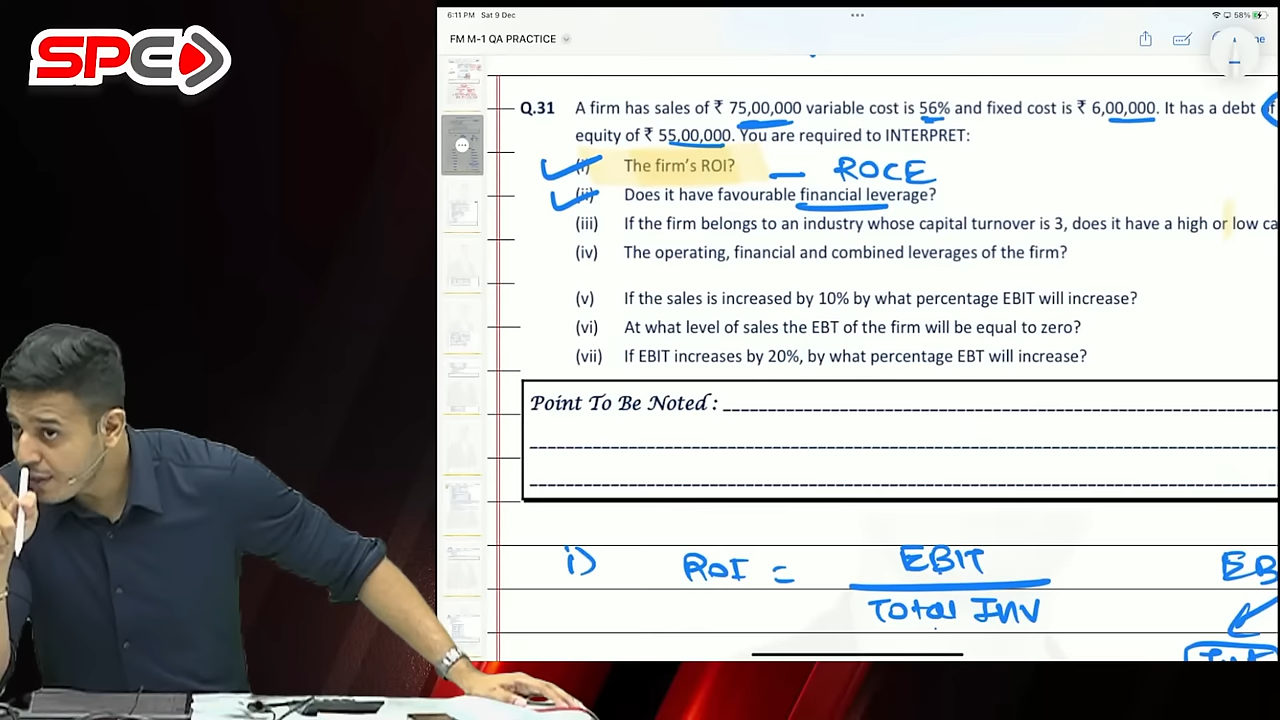 SPC
6:11 PM Sat 9 Dec
58%
FM M-1 QA PRACTICE
Q.31 A firm has sales of ₹ 75,00,000 variable cost is 56% and fixed cost is ₹ 6,00,000. It has a debt
equity of ₹ 55,00,000. You are required to INTERPRET:
(i) The firm's ROI? — ROCE
(ii) Does it have favourable financial leverage?
(iii) If the firm belongs to an industry whose capital turnover is 3, does it have a high or low ca
(iv) The operating, financial and combined leverages of the firm?
(v) If the sales is increased by 10% by what percentage EBIT will increase?
(vi) At what level of sales the EBT of the firm will be equal to zero?
(vii) If EBIT increases by 20%, by what percentage EBT will increase?
Point To Be Noted :
i) ROI = EBIT EB
Total INV